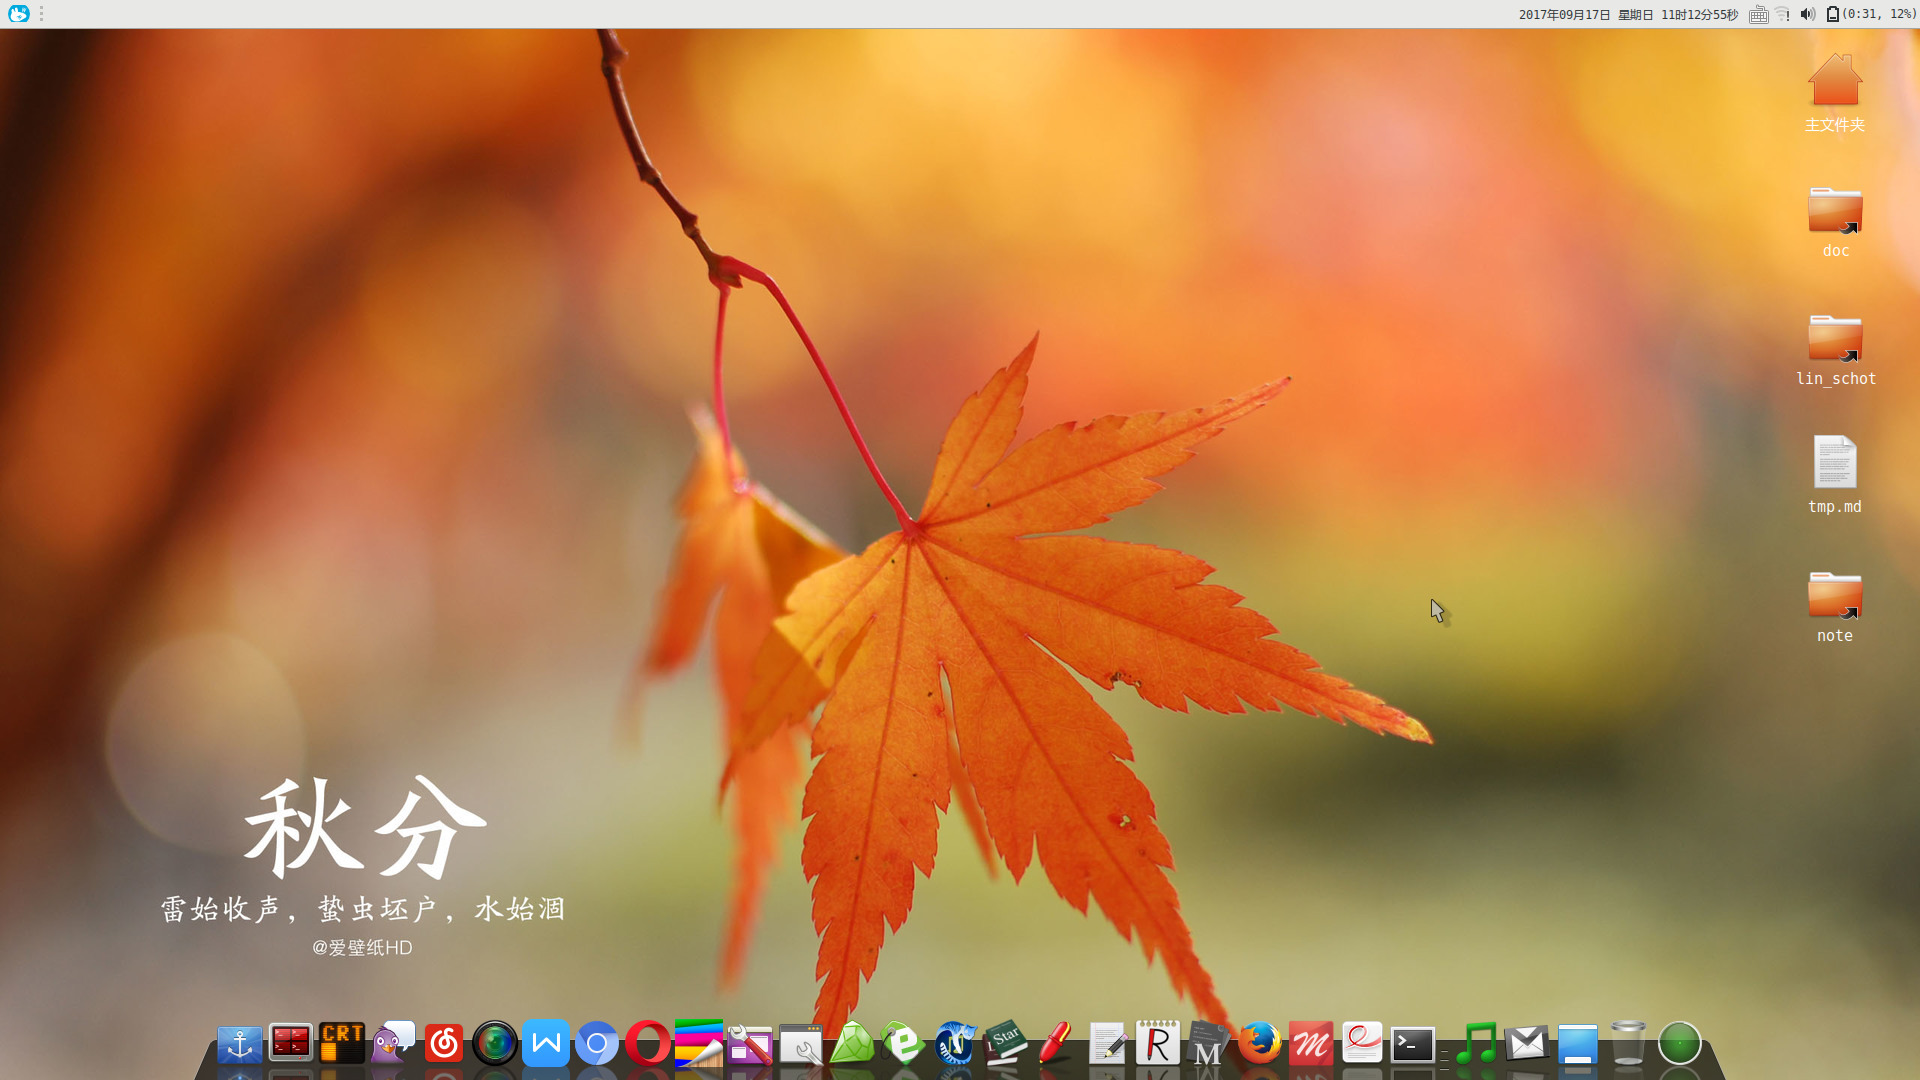 2017年09月17日 星期日 11时12分55秒
(0:31, 12%)
主文件夹
doc
lin_schot
tmp.md
note
秋分
雷始收声，蛰虫坯户，水始涸
@爱壁纸HD
CRT
Star
R
M